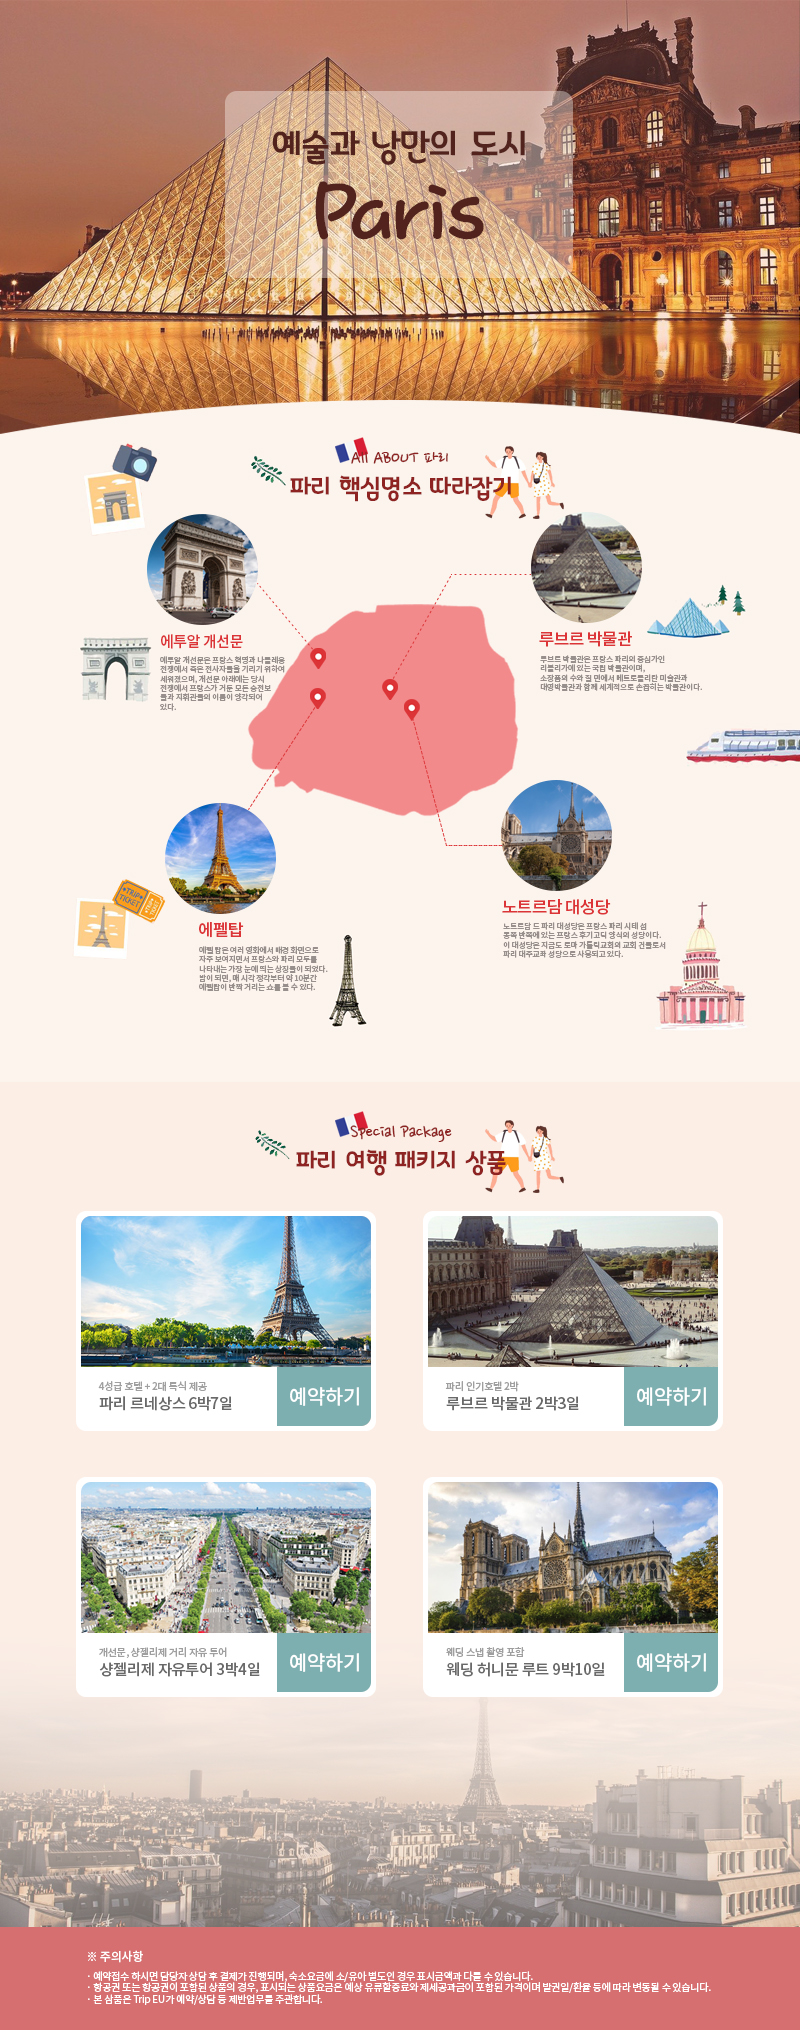 예술과 낭만의 도시
Paris
All ABOUT 파리
파리 핵심명소 따라잡기
에투알 개선문
에투알 개선문은 프랑스 혁명과 나폴레옹
전쟁에서 죽은 전사자들을 기리기 위하여
세워졌으며, 개선문 아래에는 당시
전쟁에서 프랑스가 거둔 모든 승전보
들과 지휘관들의 이름이 생각되어
있다.
루브르 박물관
루브르 박물관은 프랑스 파리의 중심가인
리볼리가에 있는 국립 박물관이며,
소장품의 수와 질 면에서 메트로폴리탄 미술관과
대영박물관과 함께 세계적으로 손꼽히는 박물관이다.
TRIP
TICKET
에펠탑
에펠 탑은 여러 영화에서 배경 화면으로
자주 보여지면서 프랑스와 파리 모두를
나타내는 가장 눈에 띄는 상징물이 되었다.
밤이 되면, 매 시각 정각부터 약 10분간
에펠탑이 반짝 거리는 쇼를 볼 수 있다.
노트르담 대성당
노트르담 드 파리 대성당은 프랑스 파리 시테 섬
동쪽 반쪽에 있는 프랑스 후기고딕 양식의 성당이다.
이 대성당은 지금도 로마 가톨릭교회의 교회 건물로서
파리 대주교좌 성당으로 사용되고 있다.
Special Package
파리 여행 패키지 상품
4성급 호텔 + 2대 특식 제공
파리 르네상스 6박7일
예약하기
파리 인기호텔 2박
루브르 박물관 2박3일
예약하기
개선문, 샹젤리제 거리 자유 투어
샹젤리제 자유투어 3박4일
예약하기
웨딩 스냅 촬영 포함
웨딩 허니문 루트 9박10일
예약하기
※ 주의사항
· 예약접수 하시면 담당자 상담 후 결제가 진행되며, 숙소요금에 소/유아 별도인 경우 표시금액과 다를 수 있습니다.
· 항공권 또는 항공권이 포함된 상품의 경우, 표시되는 상품요금은 예상 유류할증료와 제세공과금이 포함된 가격이며 발권일/환율 등에 따라 변동될 수 있습니다.
· 본 상품은 Trip EU가 예약/상담 등 제반업무를 주관합니다.